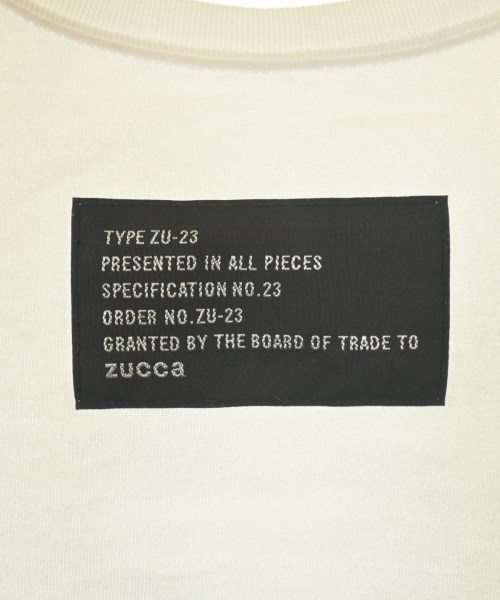 TYPE ZU-23
PRESENTED IN ALL PIECES
SPECIFICATION NO.23
ORDER NO.ZU-23
GRANTED BY THE BOARD OF TRADE TO
zucca